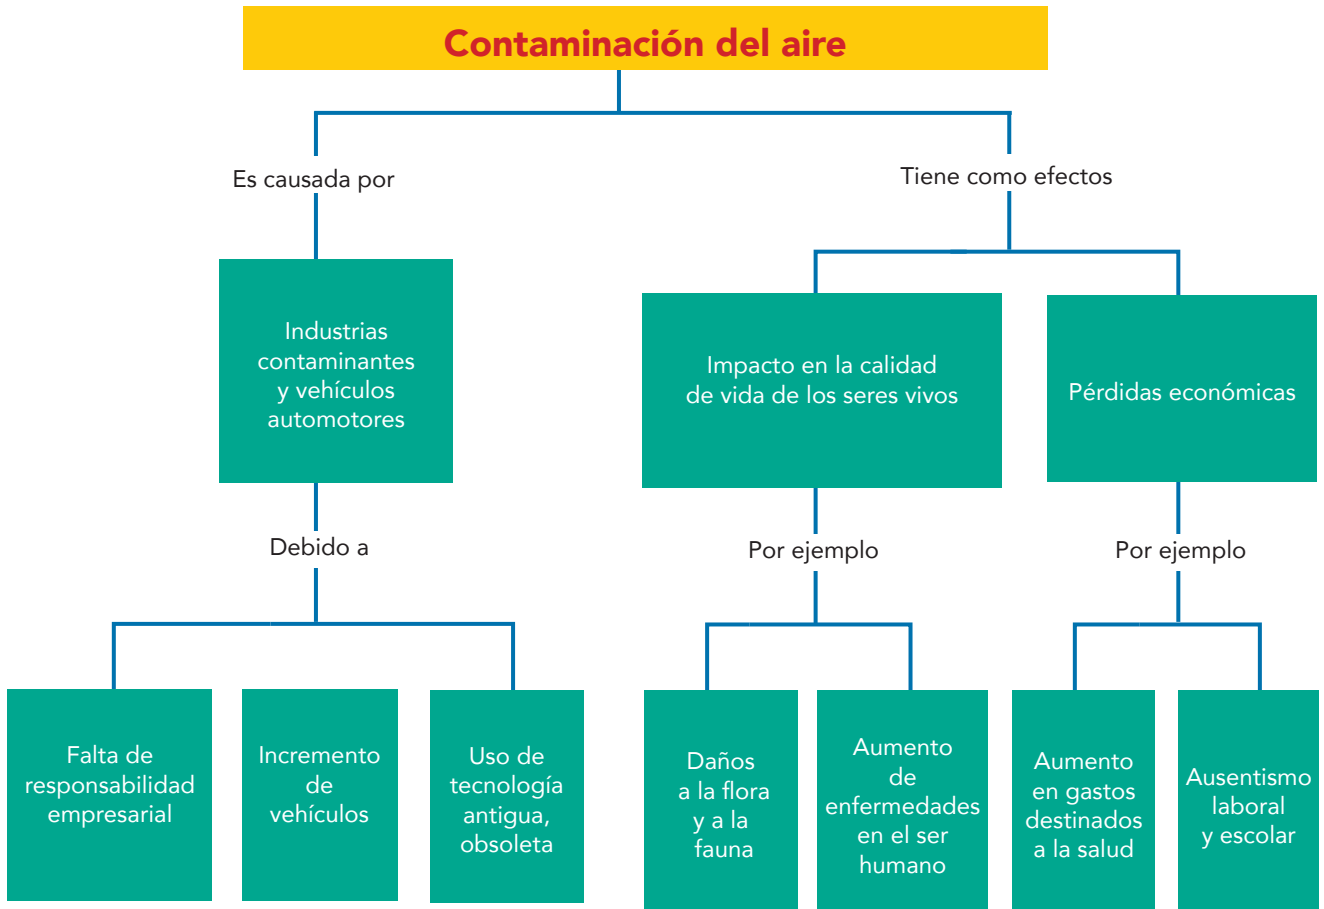 Contaminación del aire
Es causada por
Tiene como efectos
Industrias
contaminantes
y vehículos
automotores
Impacto en la calidad
de vida de los seres vivos
Pérdidas económicas
Debido a
Por ejemplo
Por ejemplo
Falta de
responsabilidad
empresarial
Incremento
de
vehículos
Uso de
tecnología
antigua,
obsoleta
Daños
a la flora
y a la
fauna
Aumento
de
enfermedades
en el ser
humano
Aumento
en gastos
destinados
a la salud
Ausentismo
laboral
y escolar